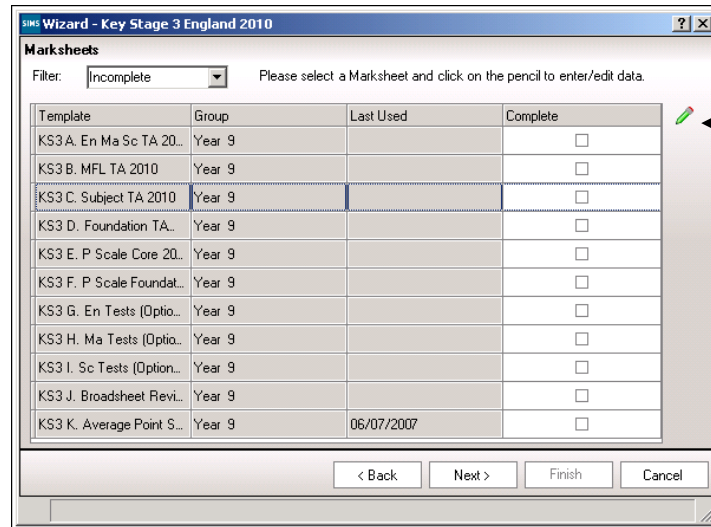 SIMS Wizard - Key Stage 3 England 2010
Marksheets
Filter: Incomplete Please select a Marksheet and click on the pencil to enter/edit data.
Template Group Last Used Complete
KS3 A. En Ma Sc TA 20... Year 9
KS3 B. MFL TA 2010 Year 9
KS3 C. Subject TA 2010 Year 9
KS3 D. Foundation TA... Year 9
KS3 E. P Scale Core 20... Year 9
KS3 F. P Scale Foundat... Year 9
KS3 G. En Tests (Optio... Year 9
KS3 H. Ma Tests (Optio... Year 9
KS3 I. Sc Tests (Option... Year 9
KS3 J. Broadsheet Revi... Year 9
KS3 K. Average Point S... Year 9 06/07/2007
< Back Next > Finish Cancel